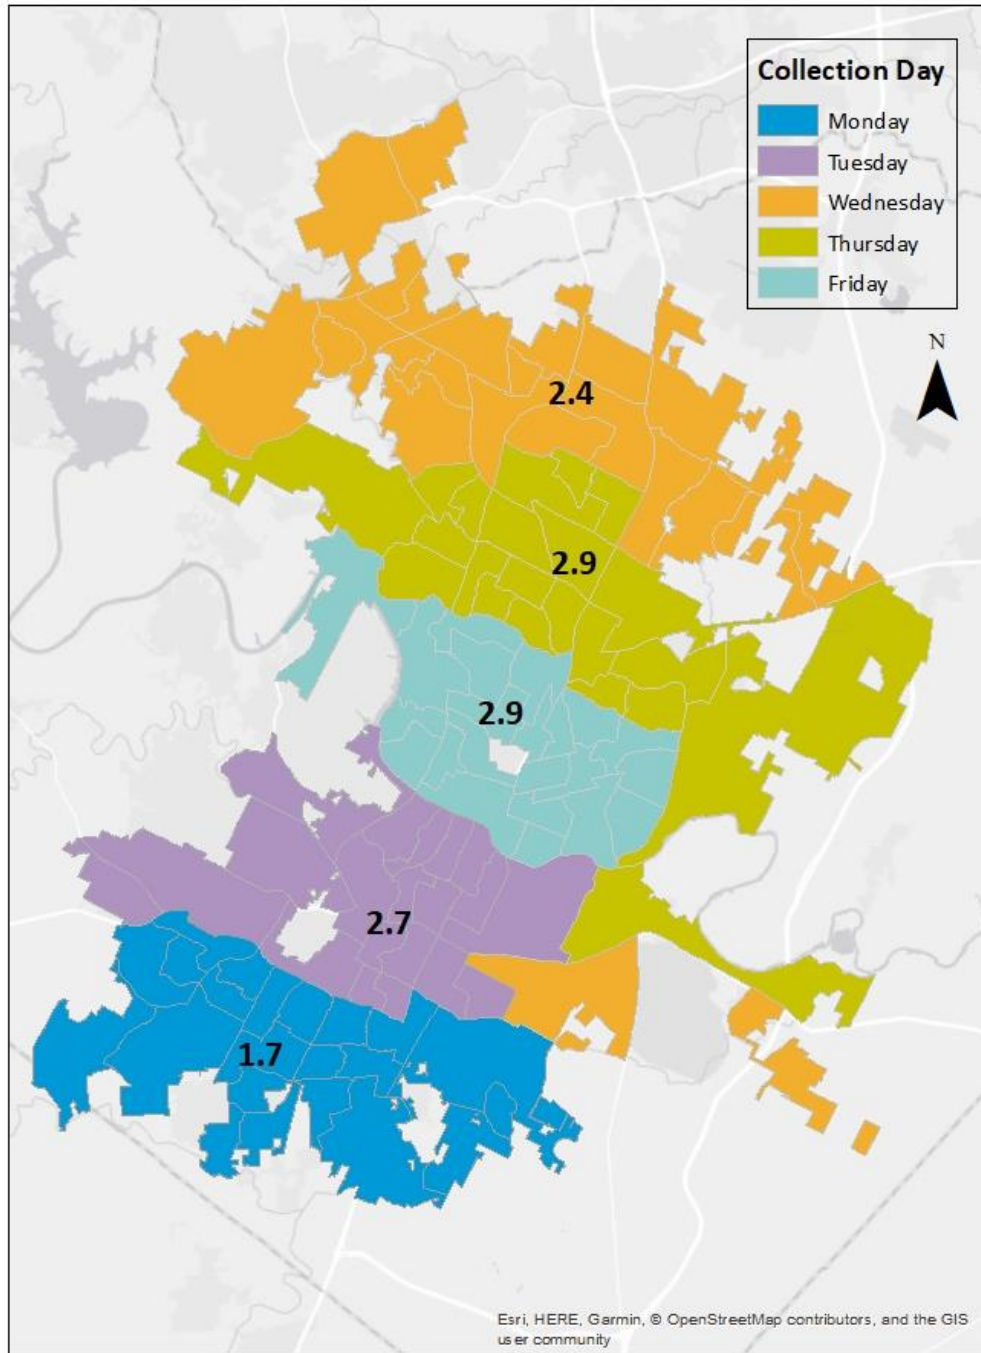 Collection Day
Monday
Tuesday
Wednesday
Thursday
Friday
N
2.4
2.9
2.9
2.7
1.7
Esri, HERE, Garmin, © OpenStreetMap contributors, and the GIS
user community